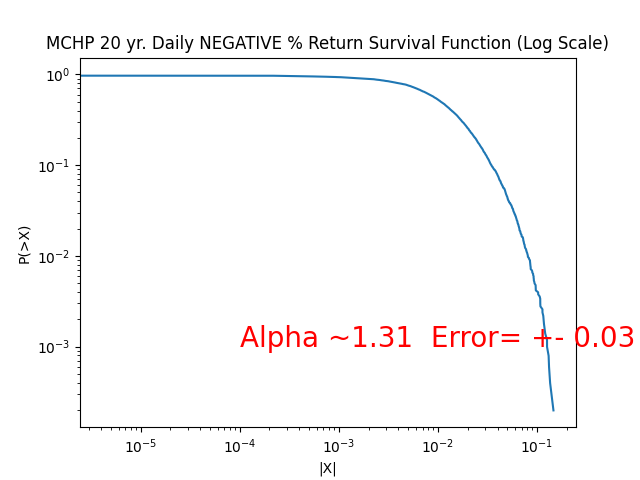 MCHP 20 yr. Daily NEGATIVE % Return Survival Function (Log Scale)
10⁰
10⁻¹
10⁻²
10⁻³
P(>X)
Alpha ~1.31  Error= +- 0.03
10⁻⁵ 10⁻⁴ 10⁻³ 10⁻² 10⁻¹
|X|